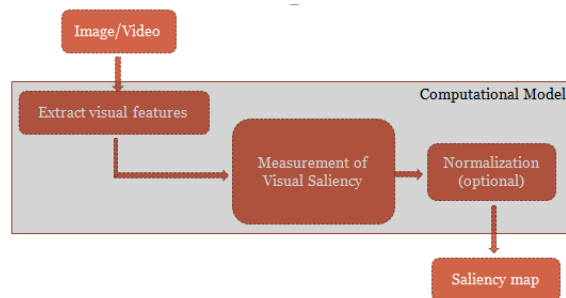 Image/Video
Computational Model
Extract visual features
Measurement of
Visual Saliency
Normalization
(optional)
Saliency map